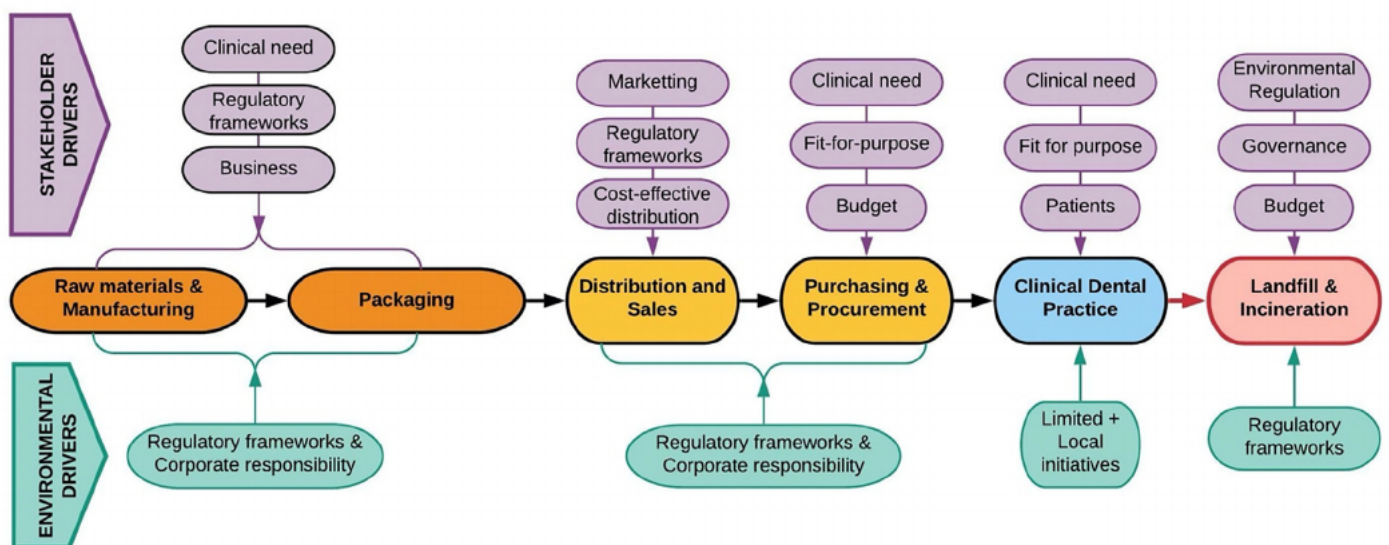 STAKEHOLDER
DRIVERS
Clinical need
Regulatory
frameworks
Business
Marketting
Regulatory
frameworks
Cost-effective
distribution
Clinical need
Fit-for-purpose
Budget
Clinical need
Fit for purpose
Patients
Environmental
Regulation
Governance
Budget
Raw materials &
Manufacturing
Packaging
Distribution and
Sales
Purchasing &
Procurement
Clinical Dental
Practice
Landfill &
Incineration
ENVIRONMENTAL
DRIVERS
Regulatory frameworks &
Corporate responsibility
Regulatory frameworks &
Corporate responsibility
Limited +
Local
initiatives
Regulatory
frameworks